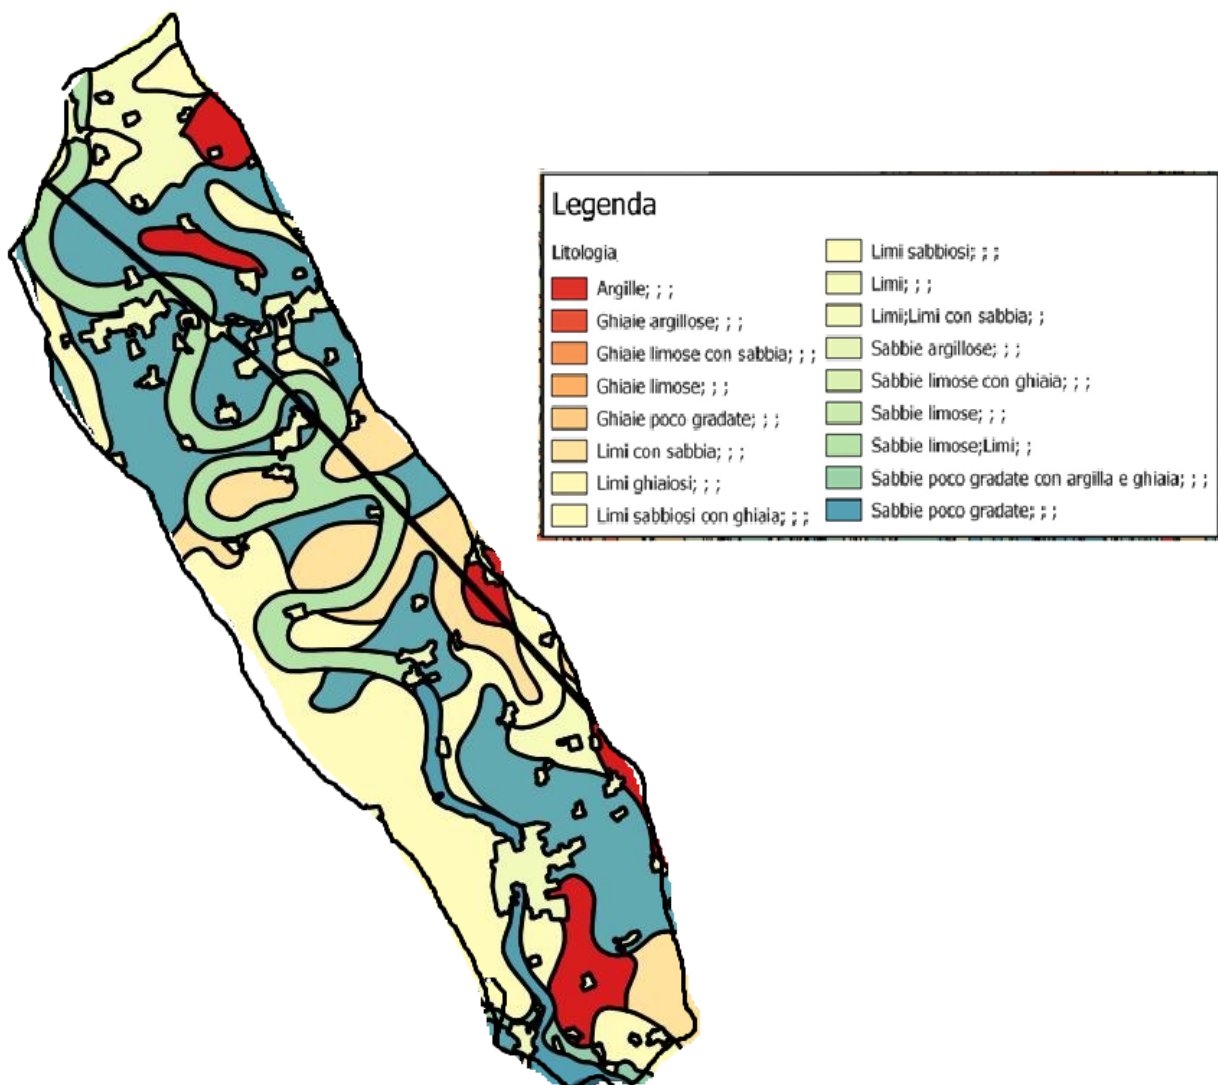 Legenda
Litologia
Argille; ; ;
Ghiaie argillose; ; ;
Ghiaie limose con sabbia; ; ;
Ghiaie limose; ; ;
Ghiaie poco gradate; ; ;
Limi con sabbia; ; ;
Limi ghiaiosi; ; ;
Limi sabbiosi con ghiaia; ; ;
Limi sabbiosi; ; ;
Limi; ; ;
Limi;Limi con sabbia; ;
Sabbie argillose; ; ;
Sabbie limose con ghiaia; ; ;
Sabbie limose; ; ;
Sabbie limose;Limi; ;
Sabbie poco gradate con argilla e ghiaia; ; ;
Sabbie poco gradate; ; ;